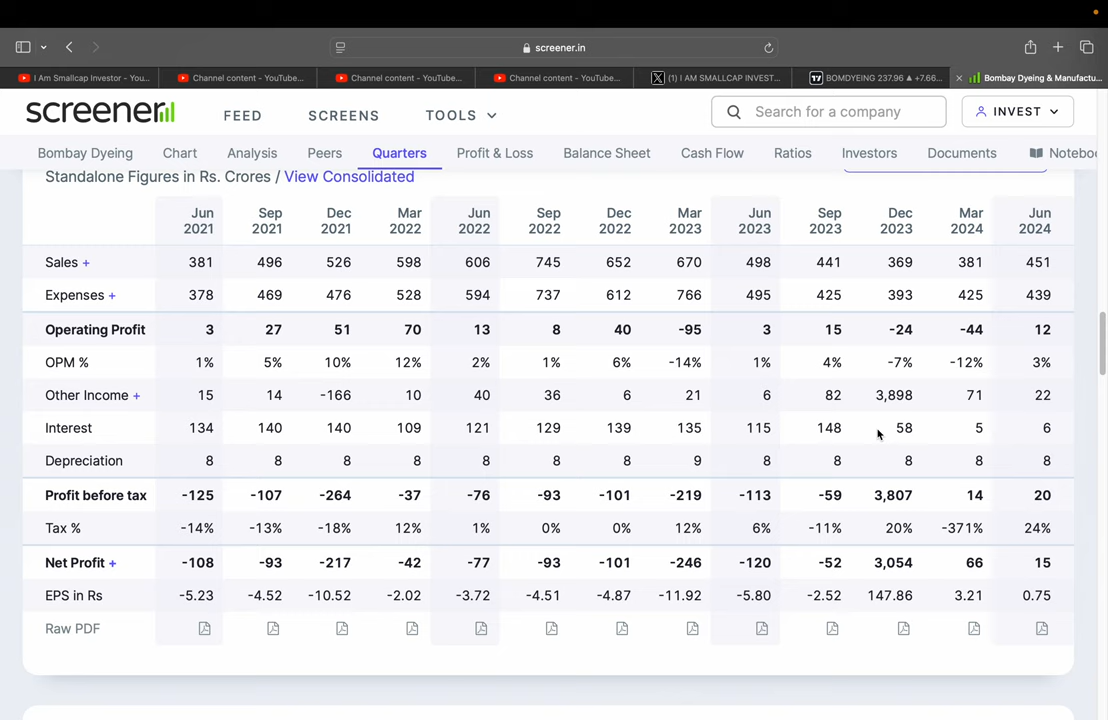 screener.in
I Am Smallcap Investor - You...
Channel content - YouTube...
Channel content - YouTube...
Channel content - YouTube...
(1) I AM SMALLCAP INVEST...
BOMDYEING 237.96 ▲ +7.66...
Bombay Dyeing & Manufactu...
screener
FEED
SCREENS
TOOLS
Search for a company
INVEST
Bombay Dyeing Chart Analysis Peers Quarters Profit & Loss Balance Sheet Cash Flow Ratios Investors Documents Notebo
Standalone Figures in Rs. Crores / View Consolidated
Jun 2021 Sep 2021 Dec 2021 Mar 2022 Jun 2022 Sep 2022 Dec 2022 Mar 2023 Jun 2023 Sep 2023 Dec 2023 Mar 2024 Jun 2024
Sales + 381 496 526 598 606 745 652 670 498 441 369 381 451
Expenses + 378 469 476 528 594 737 612 766 495 425 393 425 439
Operating Profit 3 27 51 70 13 8 40 -95 3 15 -24 -44 12
OPM % 1% 5% 10% 12% 2% 1% 6% -14% 1% 4% -7% -12% 3%
Other Income + 15 14 -166 10 40 36 6 21 6 82 3,898 71 22
Interest 134 140 140 109 121 129 139 135 115 148 58 5 6
Depreciation 8 8 8 8 8 8 8 9 8 8 8 8 8
Profit before tax -125 -107 -264 -37 -76 -93 -101 -219 -113 -59 3,807 14 20
Tax % -14% -13% -18% 12% 1% 0% 0% 12% 6% -11% 20% -371% 24%
Net Profit + -108 -93 -217 -42 -77 -93 -101 -246 -120 -52 3,054 66 15
EPS in Rs -5.23 -4.52 -10.52 -2.02 -3.72 -4.51 -4.87 -11.92 -5.80 -2.52 147.86 3.21 0.75
Raw PDF